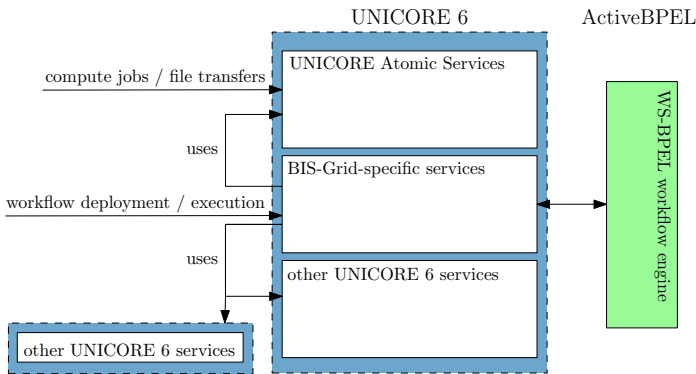 UNICORE 6
ActiveBPEL
UNICORE Atomic Services
compute jobs / file transfers
uses
BIS-Grid-specific services
workflow deployment / execution
WS-BPEL workflow engine
uses
other UNICORE 6 services
other UNICORE 6 services